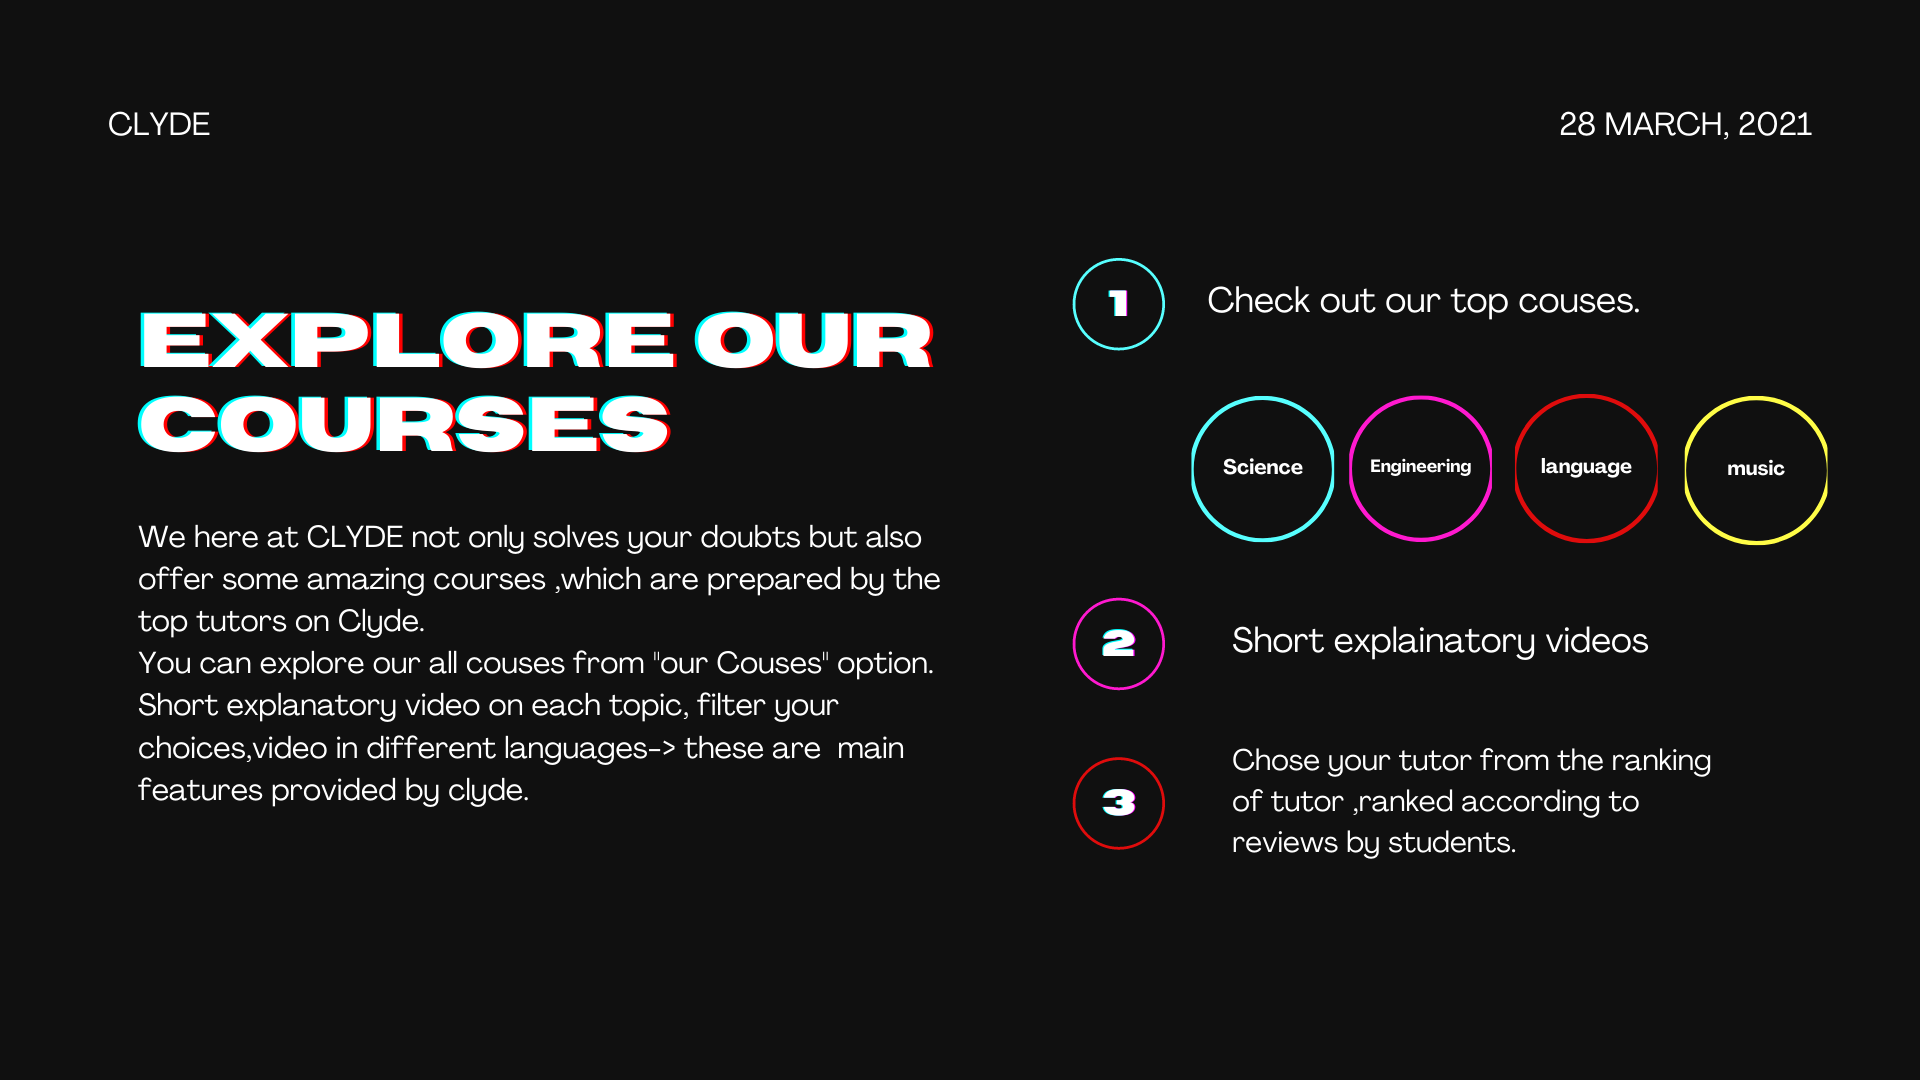 CLYDE
28 MARCH, 2021
EXPLORE OUR
COURSES
We here at CLYDE not only solves your doubts but also
offer some amazing courses ,which are prepared by the
top tutors on Clyde.
You can explore our all couses from "our Couses" option.
Short explanatory video on each topic, filter your
choices,video in different languages-> these are  main
features provided by clyde.
1
Check out our top couses.
Science
Engineering
language
music
2
Short explainatory videos
3
Chose your tutor from the ranking
of tutor ,ranked according to
reviews by students.